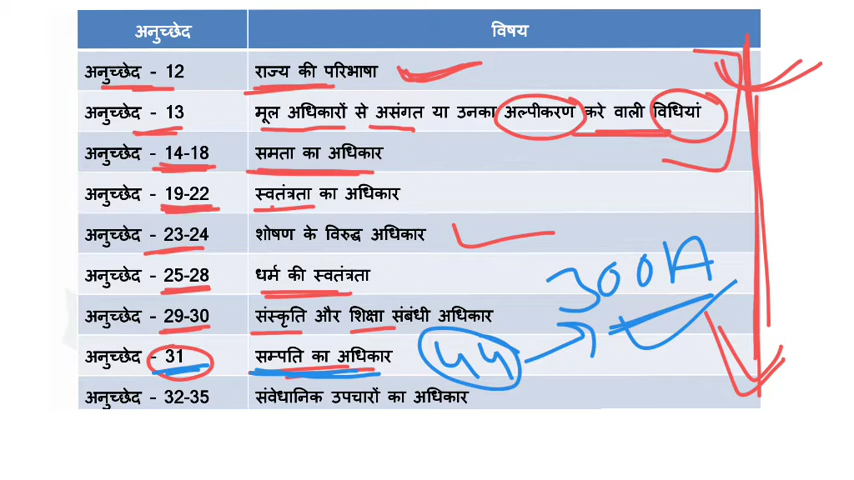 अनुच्छेद विषय
अनुच्छेद - 12 राज्य की परिभाषा
अनुच्छेद - 13 मूल अधिकारों से असंगत या उनका अल्पीकरण करे वाली विधियां
अनुच्छेद - 14-18 समता का अधिकार
अनुच्छेद - 19-22 स्वतंत्रता का अधिकार
अनुच्छेद - 23-24 शोषण के विरुद्ध अधिकार
अनुच्छेद - 25-28 धर्म की स्वतंत्रता
300A
अनुच्छेद - 29-30 संस्कृति और शिक्षा संबंधी अधिकार
अनुच्छेद - 31 सम्पति का अधिकार 44
अनुच्छेद - 32-35 संवेधानिक उपचारों का अधिकार